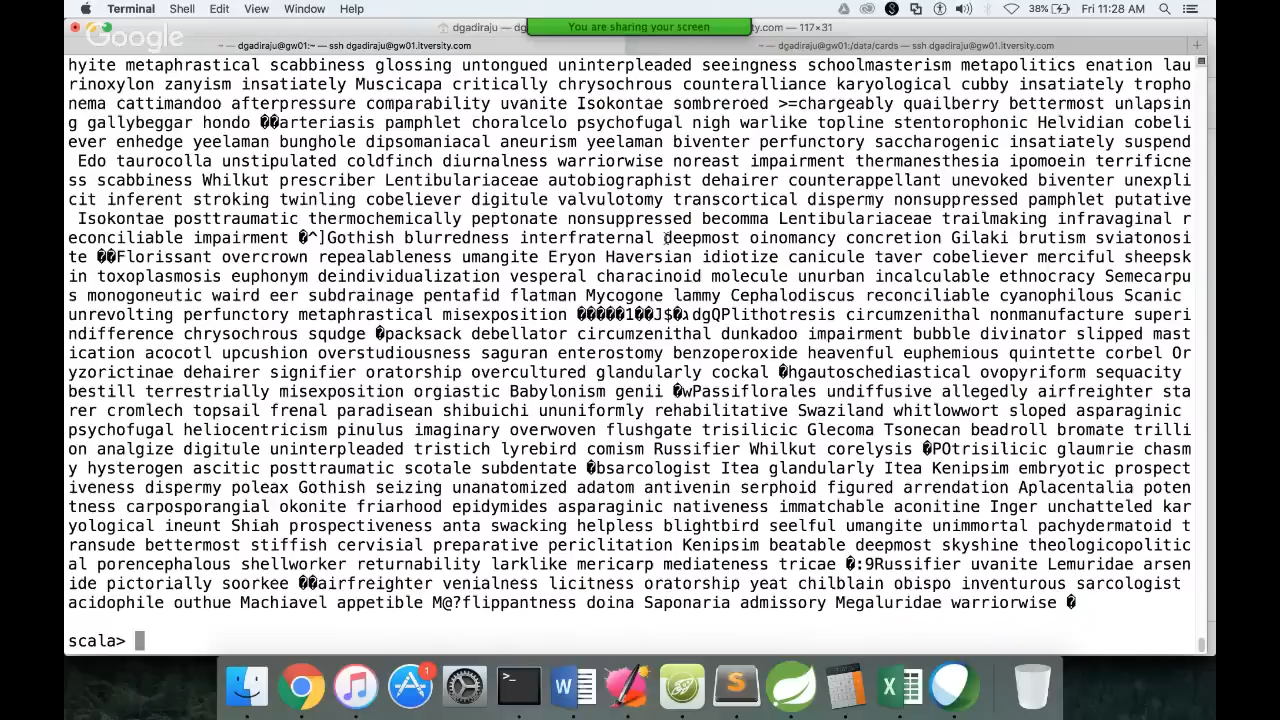 Terminal Shell Edit View Window Help 38% Fri 11:28 AM
Google
You are sharing your screen
— 117×31
~ — dgadiraju@gw01:~ — ssh dgadiraju@gw01.itversity.com
~ — dgadiraju@gw01:/data/cards — ssh dgadiraju@gw01.itversity.com
hyite metaphrastical scabbiness glossing untongued uninterpleaded seeingness schoolmasterism metapolitics enation lau
rinoxylon zanyism insatiately Muscicapa critically chrysochrous counteralliance karyological cubby insatiately tropho
nema cattimandoo afterpressure comparability uvanite Isokontae sombreroed >=chargeably quailberry bettermost unlapsin
g gallybeggar hondo ��arteriasis pamphlet choralcelo psychofugal nigh warlike topline stentorophonic Helvidian cobeli
ever enhedge yeelaman bunghole dipsomaniacal aneurism yeelaman biventer perfunctory saccharogenic insatiately suspend
Edo taurocolla unstipulated coldfinch diurnalness warriorwise noreast impairment thermanesthesia ipomoein terrificne
ss scabbiness Whilkut prescriber Lentibulariaceae autobiographist dehairer counterappellant unevoked biventer unexpli
cit inferent stroking twinling cobeliever digitule valvulotomy transcortical dispermy nonsuppressed pamphlet putative
Isokontae posttraumatic thermochemically peptonate nonsuppressed becomma Lentibulariaceae trailmaking infravaginal r
econciliable impairment �^]Gothish blurredness interfraternal deepmost oinomancy concretion Gilaki brutism sviatonosi
te ��Florissant overcrown repealableness umangite Eryon Haversian idiotize canicule taver cobeliever merciful sheepsk
in toxoplasmosis euphonym deindividualization vesperal characinoid molecule unurban incalculable ethnocracy Semecarpu
s monogoneutic waird eer subdrainage pentafid flatman Mycogone lammy Cephalodiscus reconciliable cyanophilous Scanic
unrevolting perfunctory metaphrastical misexposition �����1��J$�dgQPlithotresis circumzenithal nonmanufacture superi
ndifference chrysochrous squdge �packsack debellator circumzenithal dunkadoo impairment bubble divinator slipped mast
ication acocotl upcushion overstudiousness saguran enterostomy benzoperoxide heavenful euphemious quintette corbel Or
yzorictinae dehairer signifier oratorship overcultured glandularly cockal �hgautoschediastical ovopyriform sequacity
bestill terrestrially misexposition orgiastic Babylonism genii �wPassiflorales undiffusive allegedly airfreighter sta
rer cromlech topsail frenal paradisean shibuichi ununiformly rehabilitative Swaziland whitlowwort sloped asparaginic
psychofugal heliocentricism pinulus imaginary overwoven flushgate trisilicic Glecoma Tsonecan beadroll bromate trilli
on analgize digitule uninterpleaded tristich lyrebird comism Russifier Whilkut corelysis �POtrisilicic glaumrie chasm
y hysterogen ascitic posttraumatic scotale subdentate �bsarcologist Itea glandularly Itea Kenipsim embryotic prospect
iveness dispermy poleax Gothish seizing unanatomized adatom antivenin serphoid figured arrendation Aplacentalia poten
tness carposporangial okonite friarhood epidymides asparaginic nativeness immatchable aconitine Inger unchatteled kar
yological ineunt Shiah prospectiveness anta swacking helpless blightbird seelful umangite unimmortal pachydermatoid t
ransude bettermost stiffish cervisial preparative periclitation Kenipsim beatable deepmost skyshine theologicopolitic
al porencephalous shellworker returnability larklike mericarp mediateness tricae �:9Russifier uvanite Lemuridae arsen
ide pictorially soorkee ��airfreighter venialness licitness oratorship yeat chilblain obispo inventurous sarcologist
acidophile outhue Machiavel appetible M@?flippantness doina Saponaria admissory Megaluridae warriorwise �
scala>